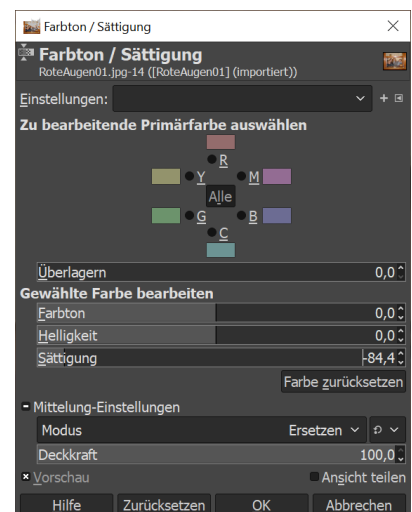 Farbton / Sättigung
Farbton / Sättigung
RoteAugen01.jpg-14 ([RoteAugen01] (importiert))
Einstellungen:
Zu bearbeitende Primärfarbe auswählen
R
Y M
Alle
G B
C
Überlagern 0,0
Gewählte Farbe bearbeiten
Farbton 0,0
Helligkeit 0,0
Sättigung -84,4
Farbe zurücksetzen
Mittelung-Einstellungen
Modus Ersetzen
Deckkraft 100,0
Vorschau Ansicht teilen
Hilfe Zurücksetzen OK Abbrechen